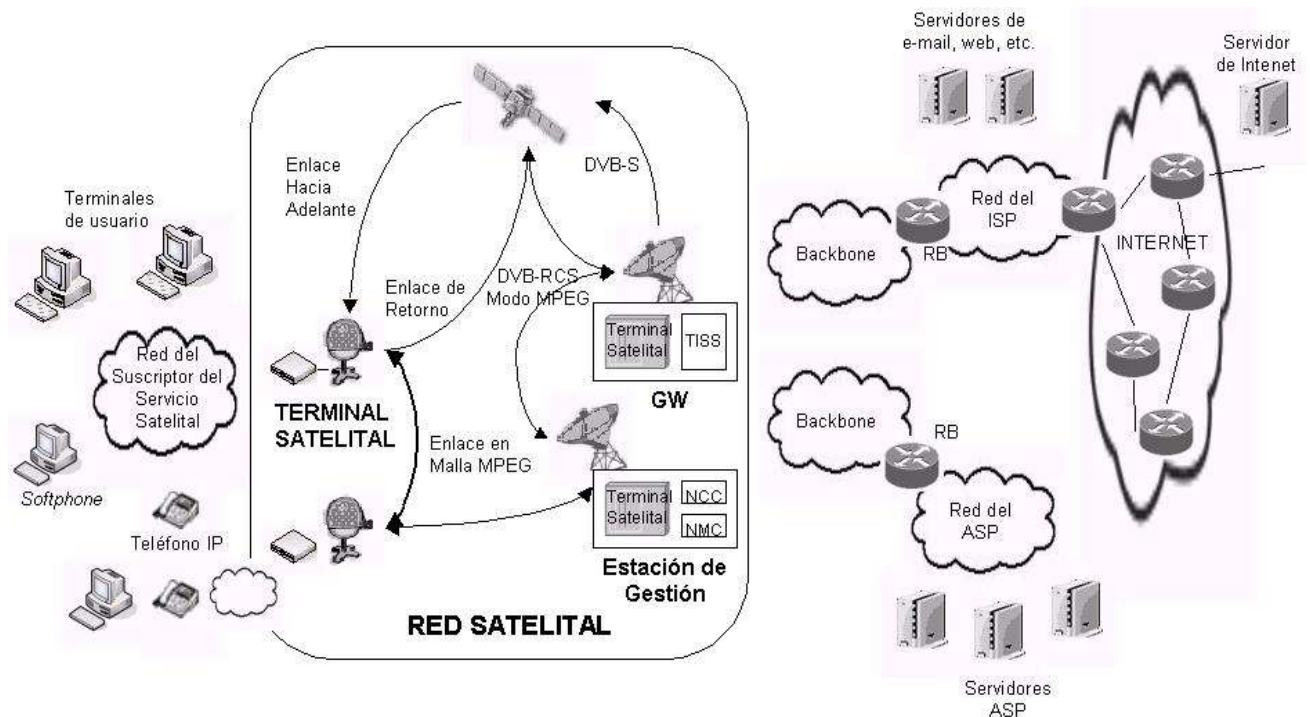 Servidores de
e-mail, web, etc.
Servidor
de Intenet
Enlace
Hacia
Adelante
DVB-S
Terminales
de usuario
Red del
ISP
Backbone
RB
INTERNET
Enlace de
Retorno
DVB-RCS
Modo MPEG
Terminal
Satelital
TISS
GW
Red del
Suscriptor del
Servicio
Satelital
TERMINAL
SATELITAL
Backbone
RB
Enlace en
Malla MPEG
Softphone
Terminal
Satelital
NCC
NMC
Red del
ASP
Teléfono IP
Estación de
Gestión
RED SATELITAL
Servidores
ASP